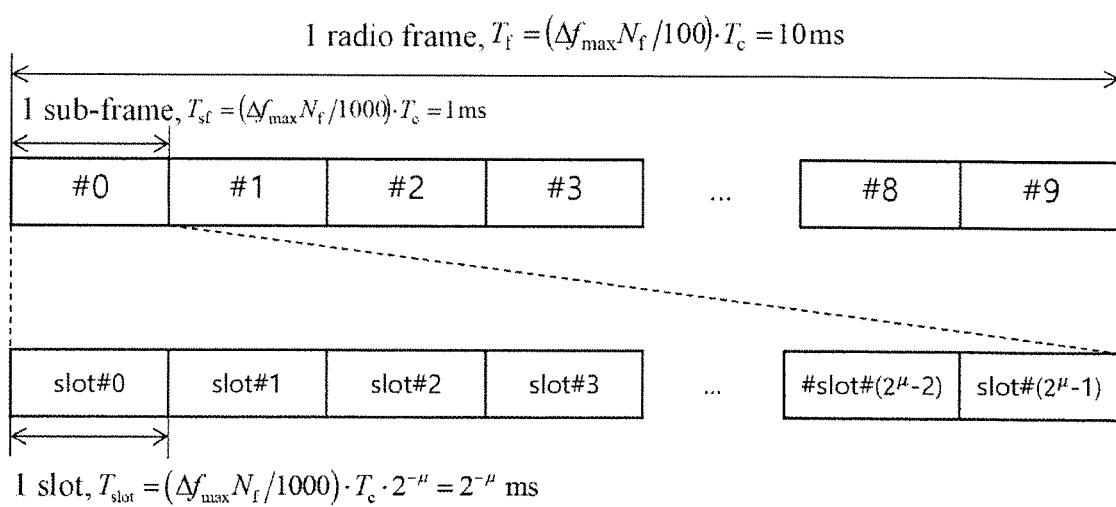 1 radio frame, T_f = (Δf_max N_f /100)·T_c = 10 ms
1 sub-frame, T_sf = (Δf_max N_f /1000)·T_c = 1 ms
#0 #1 #2 #3 ... #8 #9
slot#0 slot#1 slot#2 slot#3 ... #slot#(2^μ-2) slot#(2^μ-1)
1 slot, T_slot = (Δf_max N_f /1000)·T_c·2^-μ = 2^-μ ms